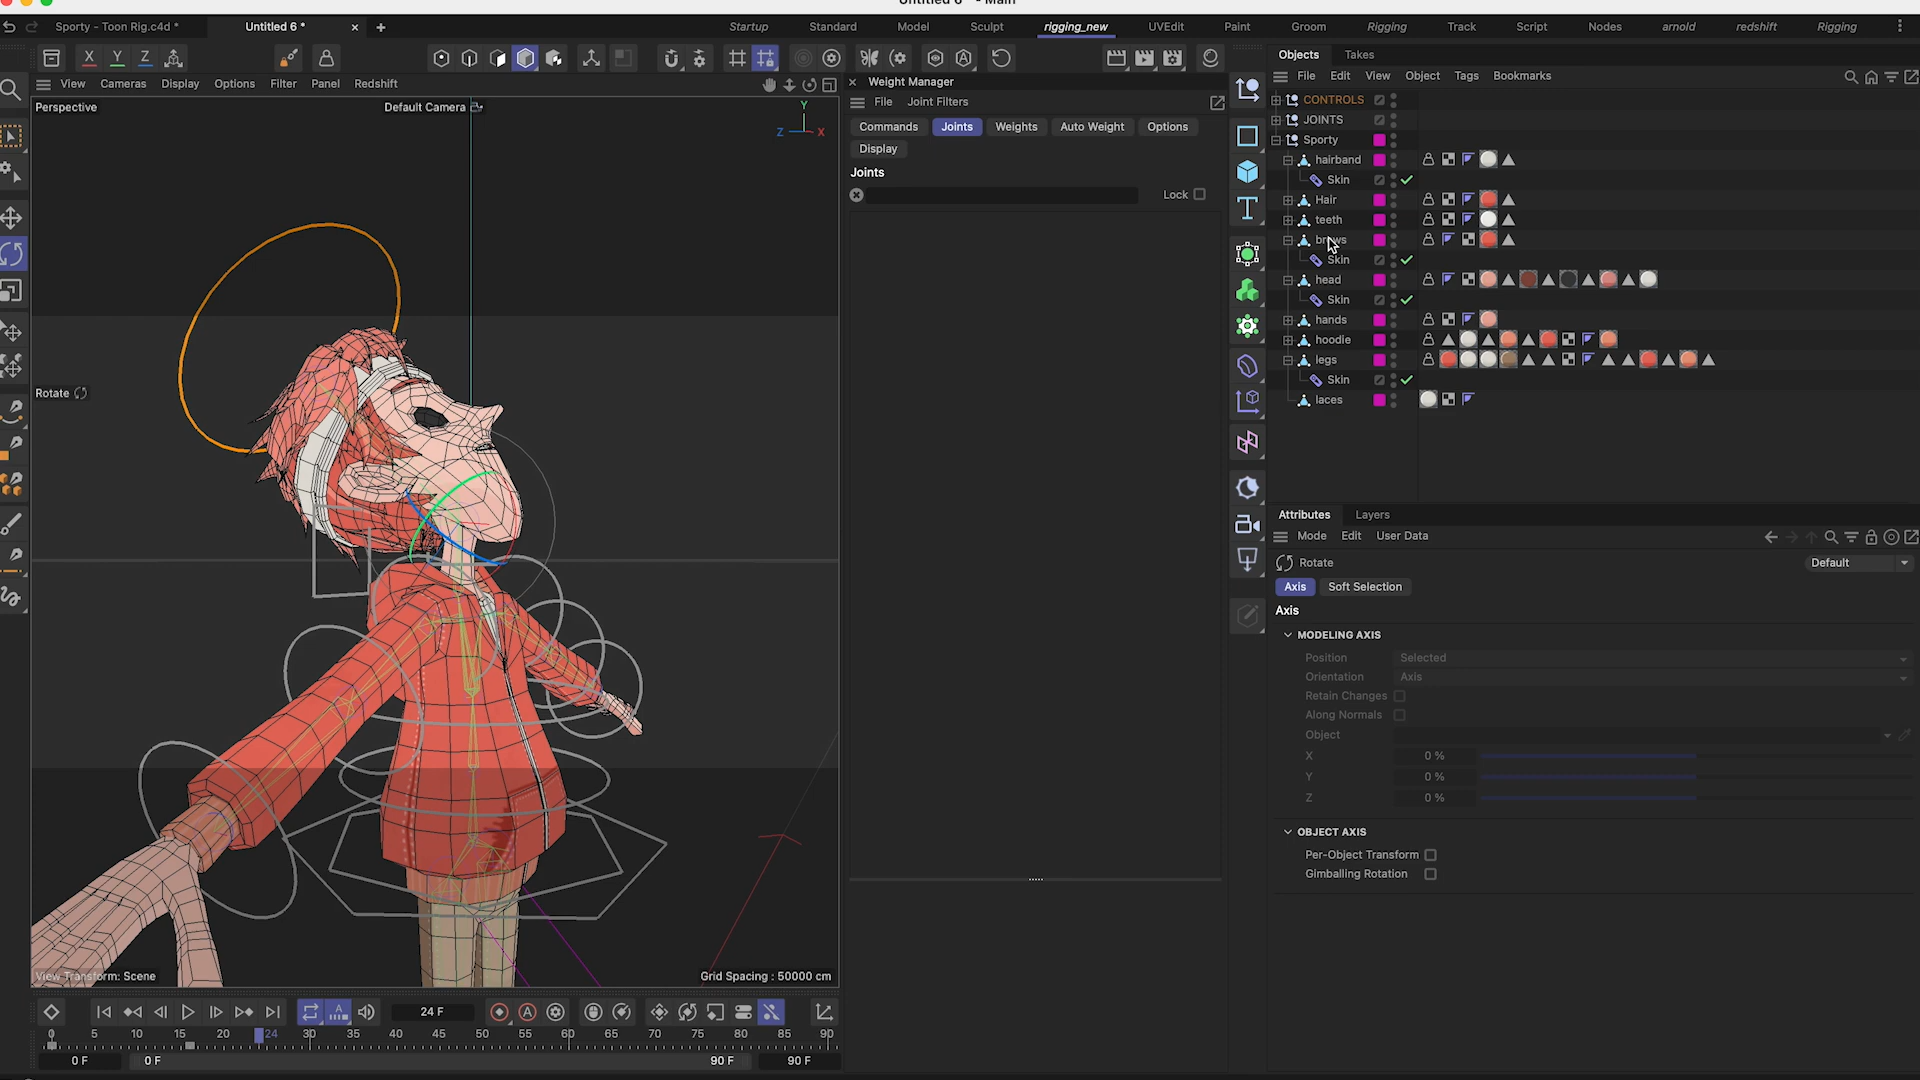 Untitled 6 * - Main
Sporty - Toon Rig.c4d *
Untitled 6 *
Startup
Standard
Model
Sculpt
rigging_new
UVEdit
Paint
Groom
Rigging
Track
Script
Nodes
arnold
redshift
Rigging
X Y Z
View
Cameras
Display
Options
Filter
Panel
Redshift
Perspective
Default Camera
Y
Z X
Rotate
View Transform: Scene
Grid Spacing : 50000 cm
Weight Manager
File
Joint Filters
Commands
Joints
Weights
Auto Weight
Options
Display
Joints
Lock
Objects
Takes
File
Edit
View
Object
Tags
Bookmarks
CONTROLS
JOINTS
Sporty
hairband
Skin
Hair
teeth
brows
Skin
head
Skin
hands
hoodie
legs
Skin
laces
Attributes
Layers
Mode
Edit
User Data
Rotate
Default
Axis
Soft Selection
Axis
MODELING AXIS
Position Selected
Orientation Axis
Retain Changes
Along Normals
Object
X 0 %
Y 0 %
Z 0 %
OBJECT AXIS
Per-Object Transform
Gimballing Rotation
24 F
0 5 10 15 20 24 30 35 40 45 50 55 60 65 70 75 80 85 90
0 F 0 F 90 F 90 F